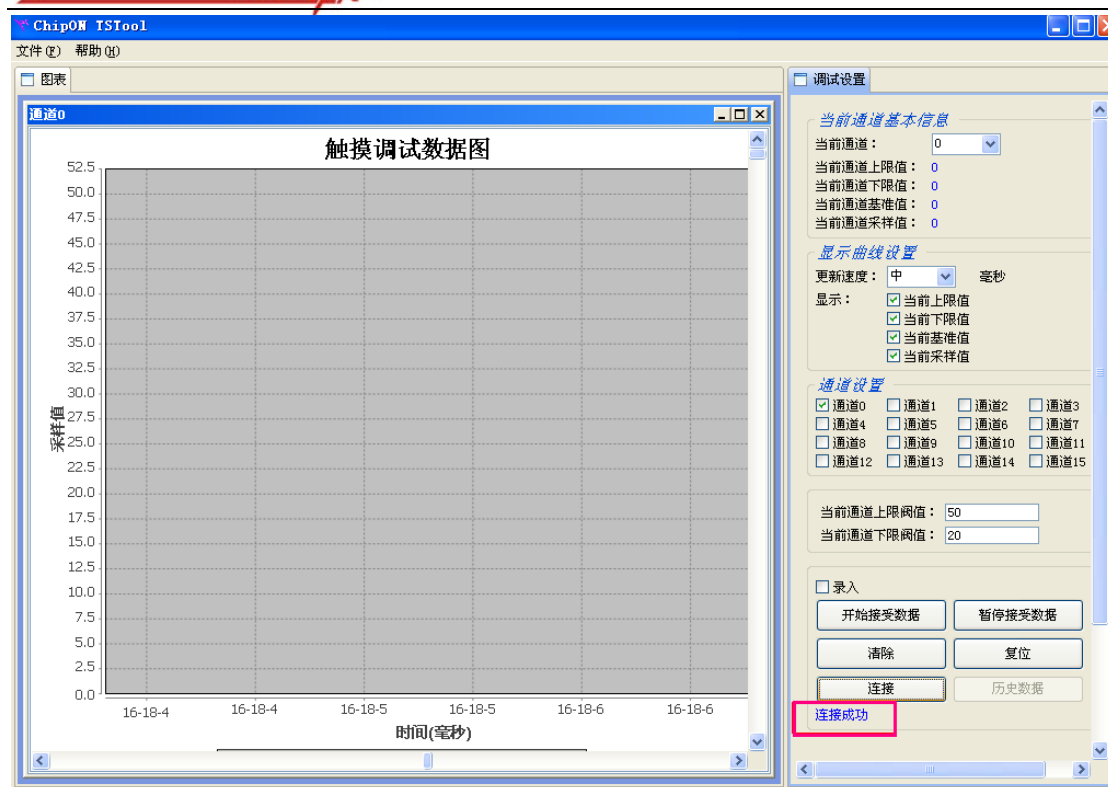 ChipON TSTool
文件(F) 帮助(H)
图表
通道0
触摸调试数据图
52.5
50.0
47.5
45.0
42.5
40.0
37.5
35.0
32.5
30.0
27.5
25.0
22.5
20.0
17.5
15.0
12.5
10.0
7.5
5.0
2.5
0.0
采样值
16-18-4 16-18-4 16-18-5 16-18-5 16-18-6 16-18-6
时间(毫秒)
调试设置
当前通道基本信息
当前通道： 0
当前通道上限值： 0
当前通道下限值： 0
当前通道基准值： 0
当前通道采样值： 0
显示曲线设置
更新速度： 中 毫秒
显示： 当前上限值
当前下限值
当前基准值
当前采样值
通道设置
通道0 通道1 通道2 通道3
通道4 通道5 通道6 通道7
通道8 通道9 通道10 通道11
通道12 通道13 通道14 通道15
当前通道上限阀值： 50
当前通道下限阀值： 20
录入
开始接受数据 暂停接受数据
清除 复位
连接 历史数据
连接成功